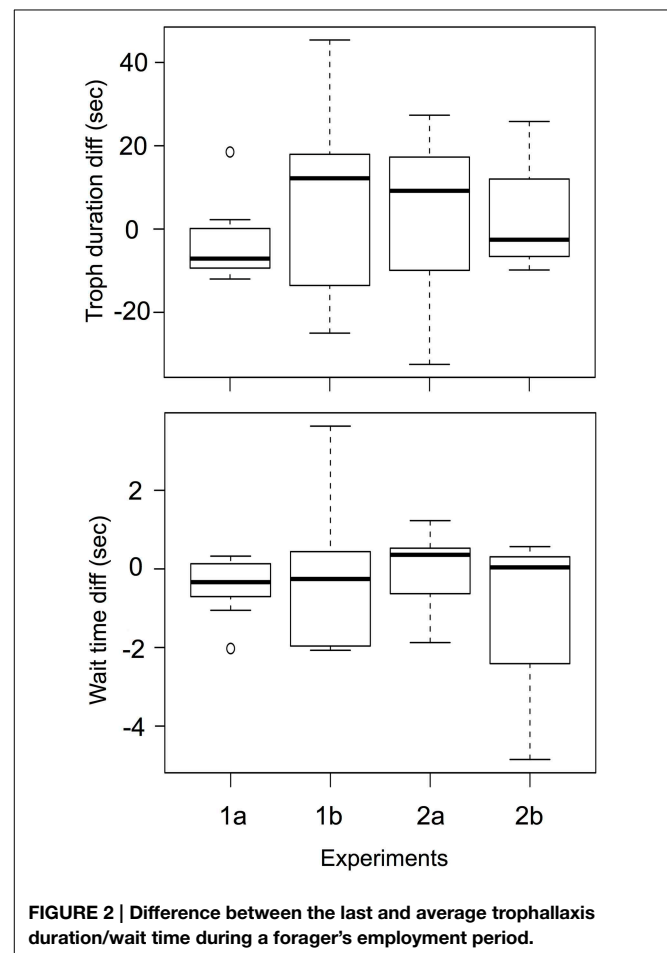 Troph duration diff (sec)
40
20
0
-20
Wait time diff (sec)
2
0
-2
-4
1a 1b 2a 2b
Experiments
FIGURE 2 | Difference between the last and average trophallaxis
duration/wait time during a forager's employment period.